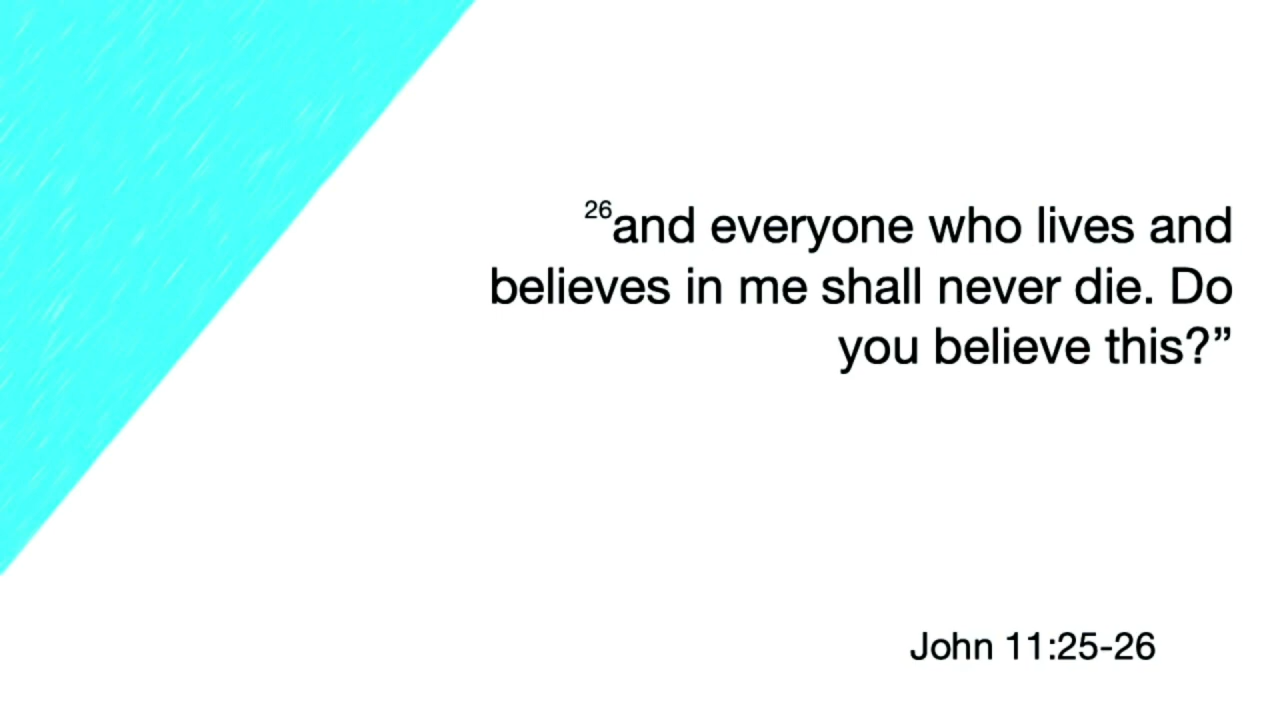 26and everyone who lives and
believes in me shall never die. Do
you believe this?”
John 11:25-26